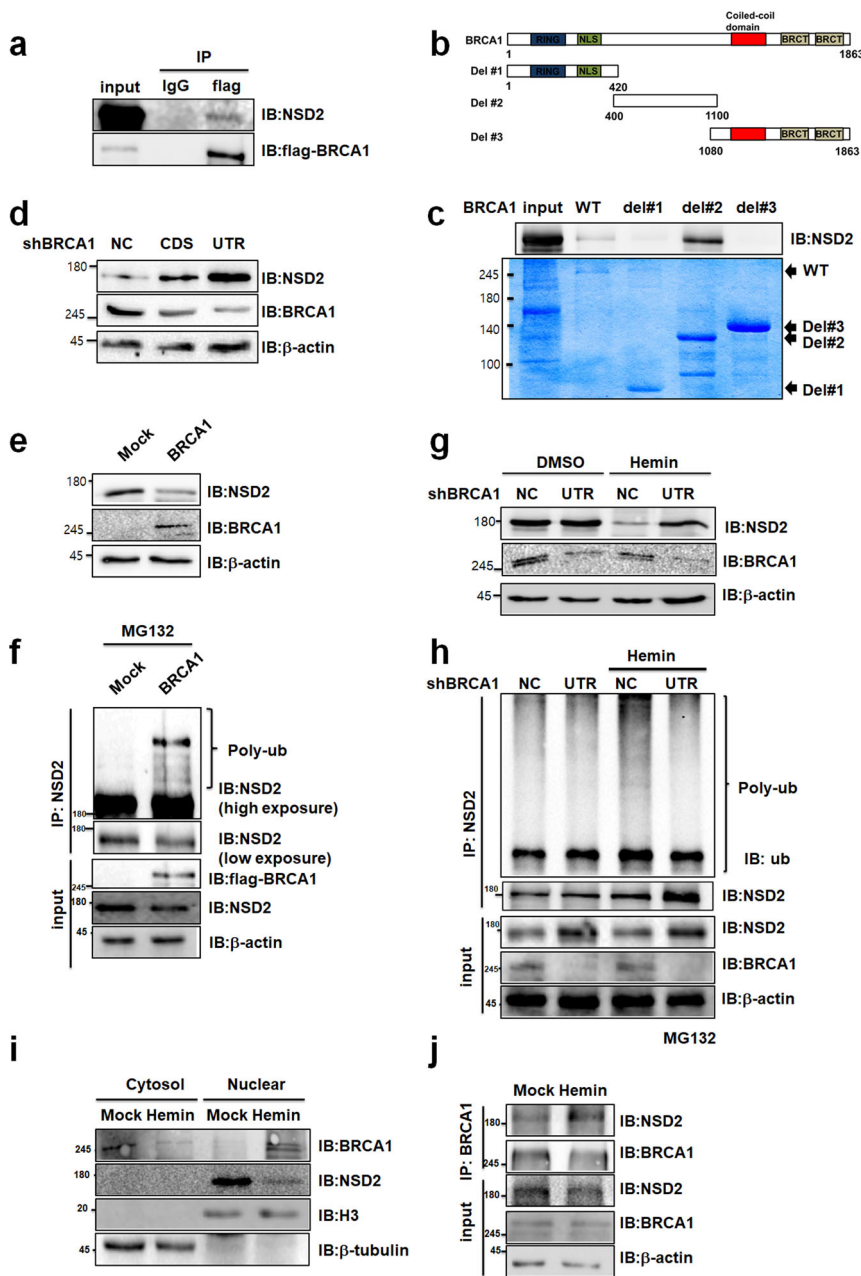 a
IP
input IgG flag
IB:NSD2
IB:flag-BRCA1
b
Coiled-coil
domain
BRCA1 RING NLS BRCT BRCT
1 1863
Del #1 RING NLS
1 420
Del #2
400 1100
Del #3 BRCT BRCT
1080 1863
d
shBRCA1 NC CDS UTR
180 IB:NSD2
245 IB:BRCA1
45 IB:β-actin
c
BRCA1 input WT del#1 del#2 del#3
IB:NSD2
245 WT
180
140 Del#3
Del#2
100
Del#1
e
Mock BRCA1
180 IB:NSD2
245 IB:BRCA1
45 IB:β-actin
g
DMSO Hemin
shBRCA1 NC UTR NC UTR
180 IB:NSD2
245 IB:BRCA1
45 IB:β-actin
f
MG132
Mock BRCA1
IP: NSD2
Poly-ub
IB:NSD2
(high exposure)
180
180
IB:NSD2
(low exposure)
input
IB:flag-BRCA1
245
180 IB:NSD2
45 IB:β-actin
h
Hemin
shBRCA1 NC UTR NC UTR
IP: NSD2
Poly-ub
IB: ub
180 IB:NSD2
input
180 IB:NSD2
245 IB:BRCA1
45 IB:β-actin
MG132
i
Cytosol Nuclear
Mock Hemin Mock Hemin
245 IB:BRCA1
180 IB:NSD2
20 IB:H3
45 IB:β-tubulin
j
Mock Hemin
IP: BRCA1
180 IB:NSD2
245 IB:BRCA1
input
180 IB:NSD2
245 IB:BRCA1
45 IB:β-actin